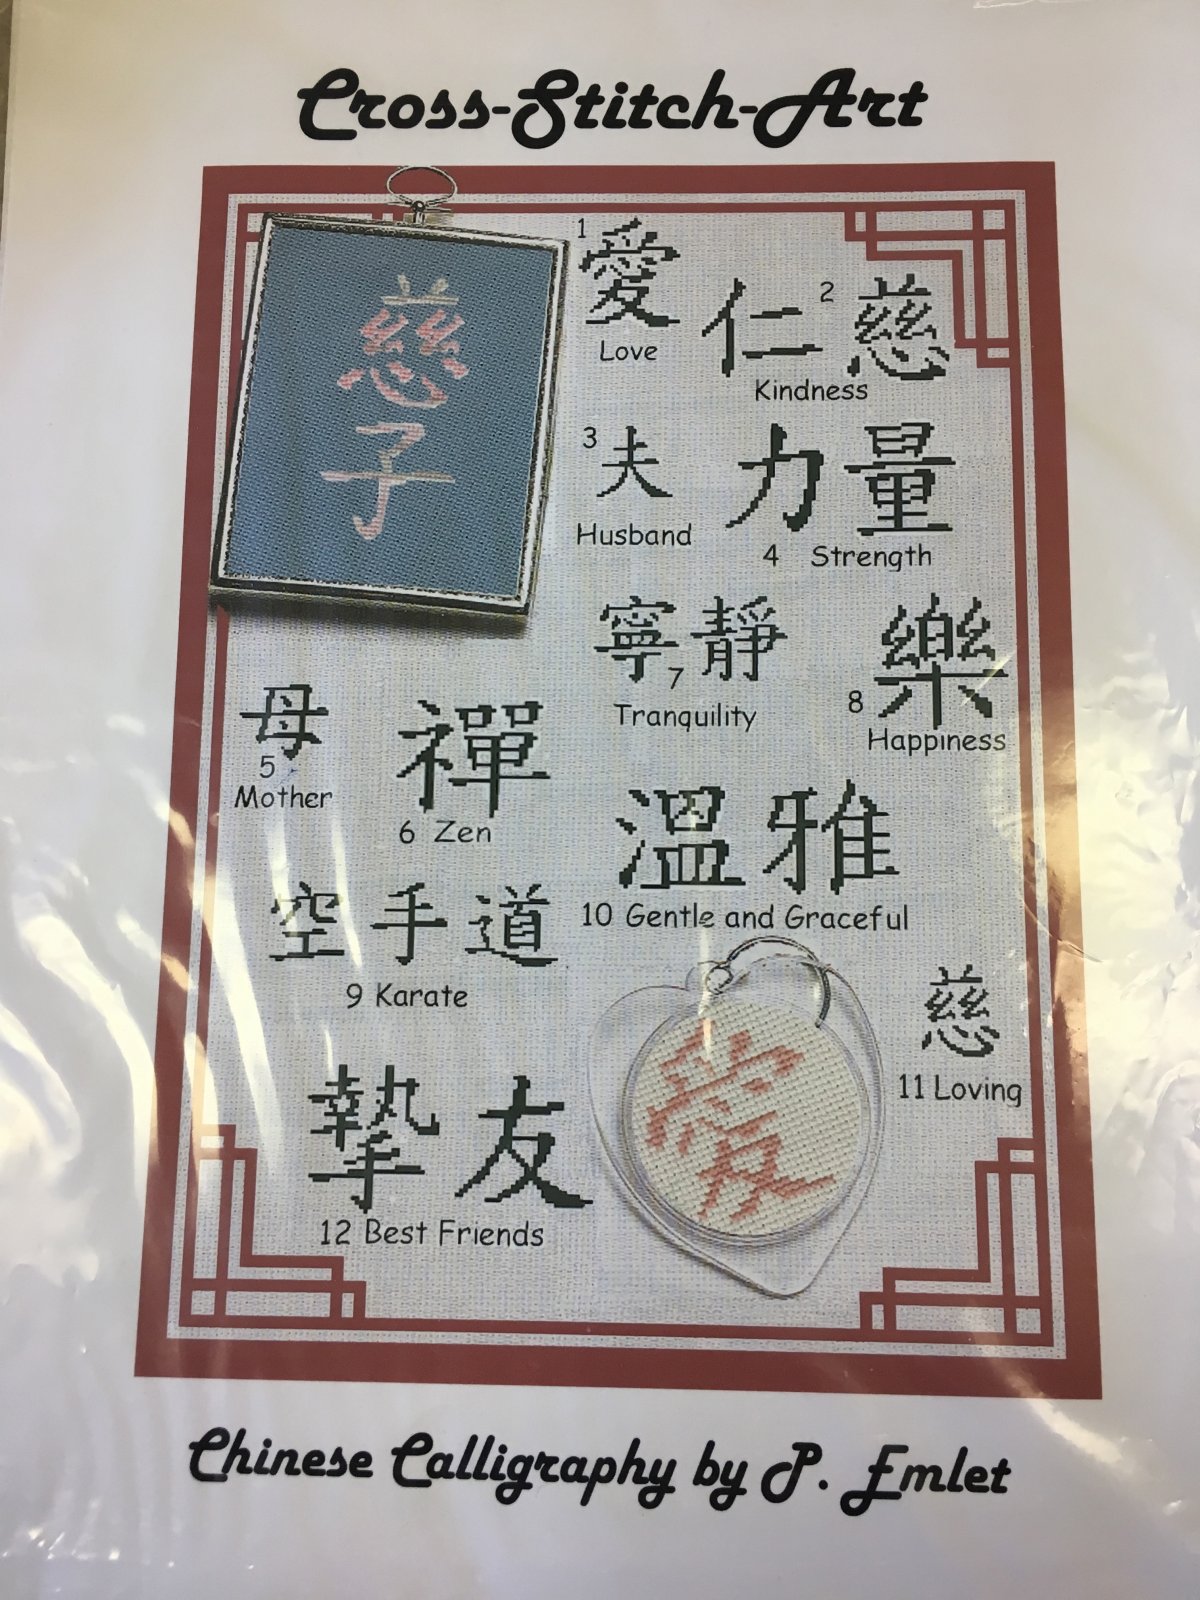 Cross-Stitch-Art
慈
子
1 愛
Love
仁 2 慈
Kindness
3 夫
Husband
力量
4 Strength
寧靜
7
Tranquility
8 樂
Happiness
母
5
Mother
禪
6 Zen
溫雅
10 Gentle and Graceful
空手道
9 Karate
慈
11 Loving
愛
摯友
12 Best Friends
Chinese Calligraphy by P. Emlet